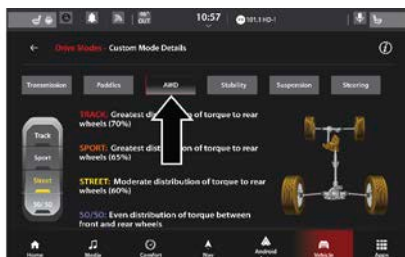 OUT
10:57
101.1 HD-1
Drive Modes - Custom Mode Details
Transmission
Paddles
AWD
Stability
Suspension
Steering
Track
Sport
Street
50/50
TRACK: Greatest of torque to rear
wheels (70%)
SPORT: Greatest of torque to rear
wheels (65%)
STREET: Moderate distribution of torque to rear
wheels (60%)
50/50: Even distribution of torque between
front and rear wheels
Home
Media
Comfort
Nav
Android
Vehicle
Apps